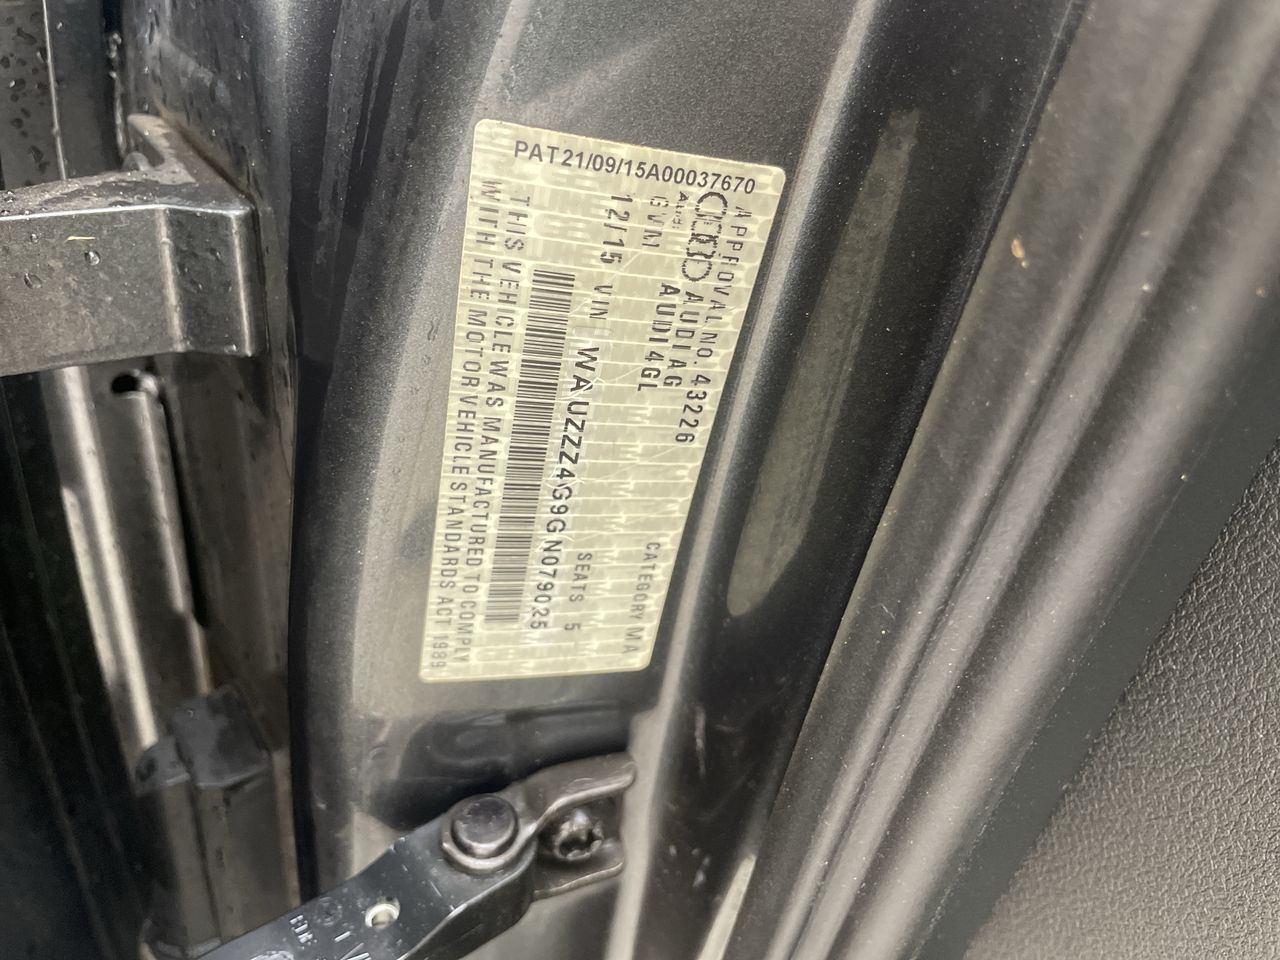 PAT21/09/15A00037670
APPROVAL NO. 43226 CATEGORY MA
Audi AUDI AG
GVM AUDI 4GL SEATS 5
12/15 VIN WAUZZZ4G9GN079025
THIS VEHICLE WAS MANUFACTURED TO COMPLY
WITH THE MOTOR VEHICLE STANDARDS ACT 1989